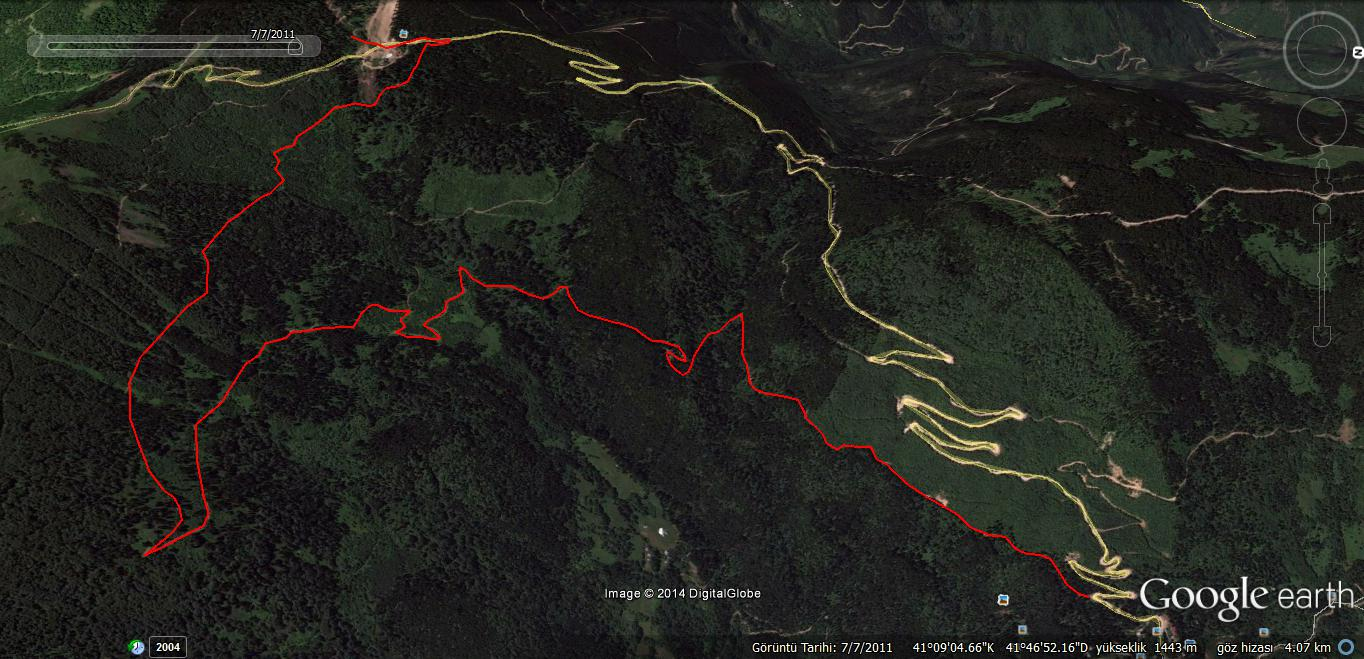 7/7/2011
Z
Image © 2014 DigitalGlobe
Google earth
2004
Görüntü Tarihi: 7/7/2011 41°09'04.66"K 41°46'52.16"D yükseklik 1443 m göz hizası 4.07 km